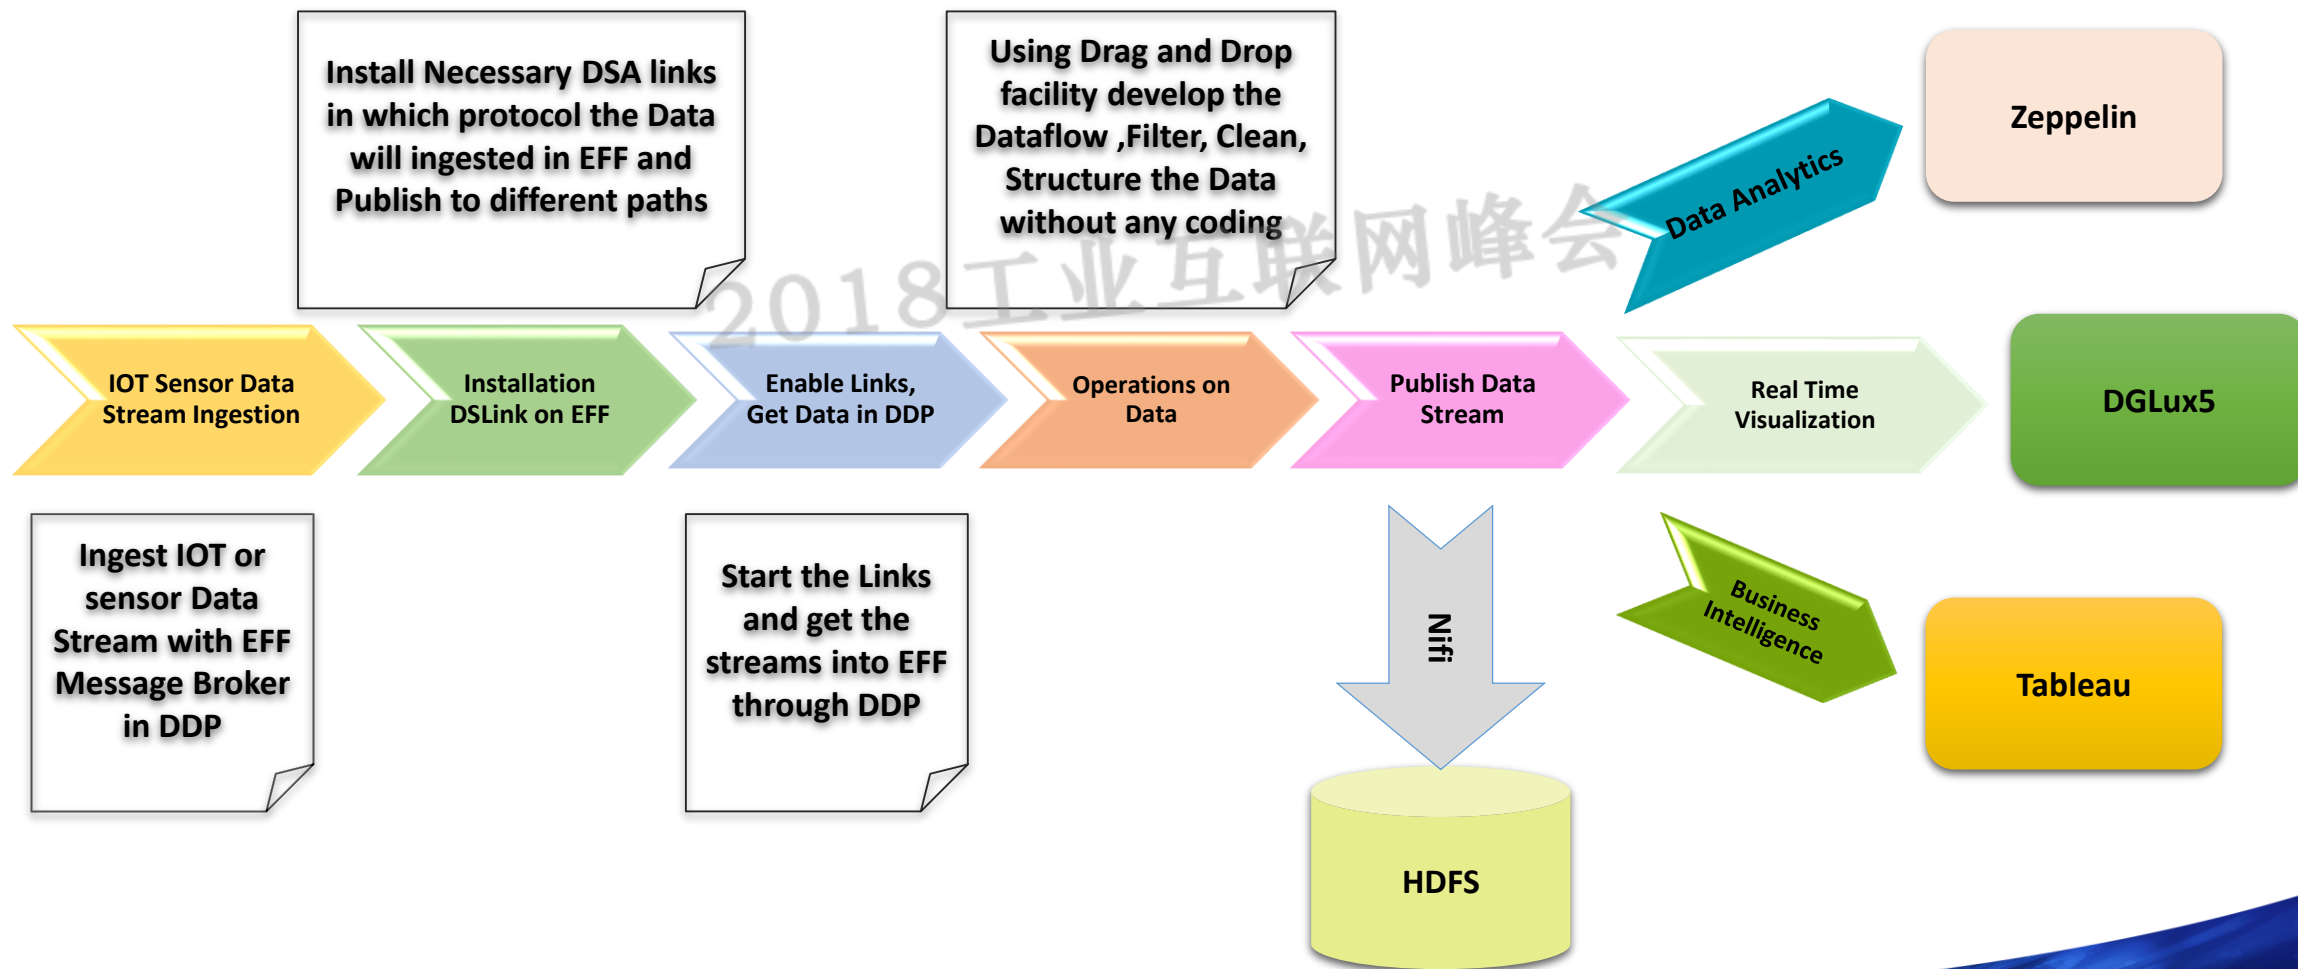 Install Necessary DSA links
in which protocol the Data
will ingested in EFF and
Publish to different paths
Using Drag and Drop
facility develop the
Dataflow ,Filter, Clean,
Structure the Data
without any coding
Data Analytics
Zeppelin
2018工业互联网峰会
IOT Sensor Data
Stream Ingestion
Installation
DSLink on EFF
Enable Links,
Get Data in DDP
Operations on
Data
Publish Data
Stream
Real Time
Visualization
DGLux5
Ingest IOT or
sensor Data
Stream with EFF
Message Broker
in DDP
Start the Links
and get the
streams into EFF
through DDP
Nifi
Business
Intelligence
Tableau
HDFS